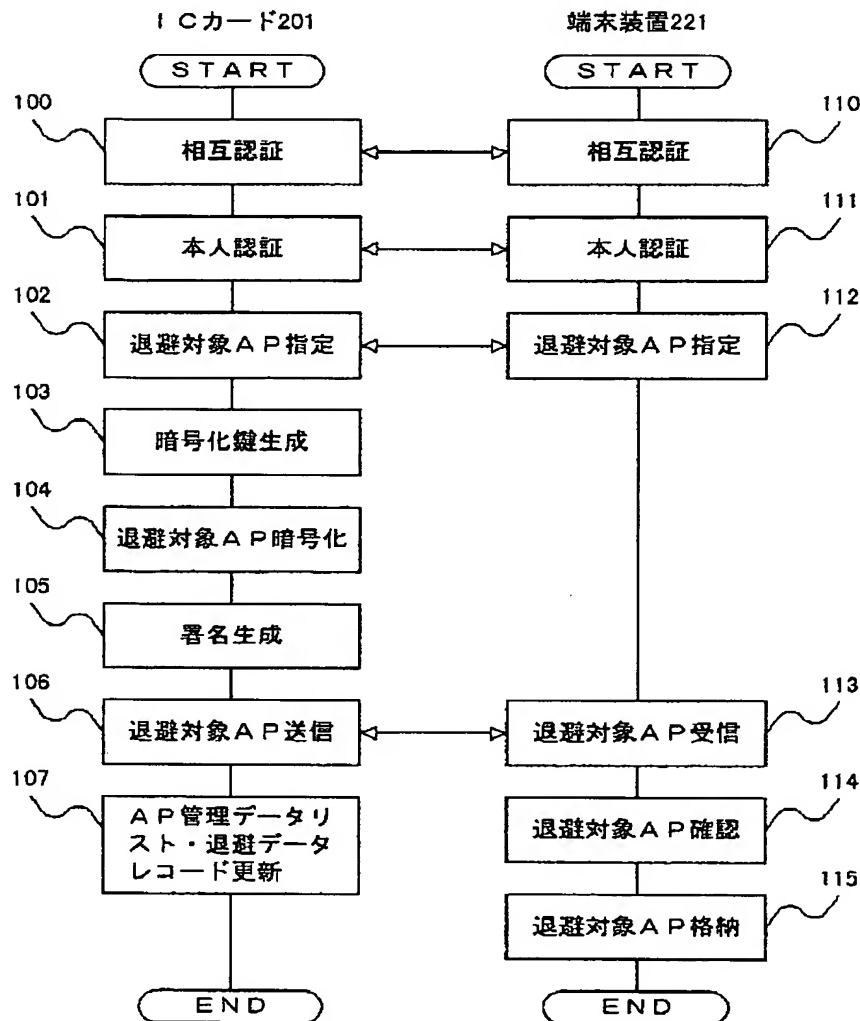 ICカード201
端末装置221
START
START
100
110
相互認証
相互認証
101
111
本人認証
本人認証
102
112
退避対象AP指定
退避対象AP指定
103
暗号化鍵生成
104
退避対象AP暗号化
105
署名生成
106
113
退避対象AP送信
退避対象AP受信
107
114
AP管理データリ
スト・退避データ
レコード更新
退避対象AP確認
115
退避対象AP格納
END
END